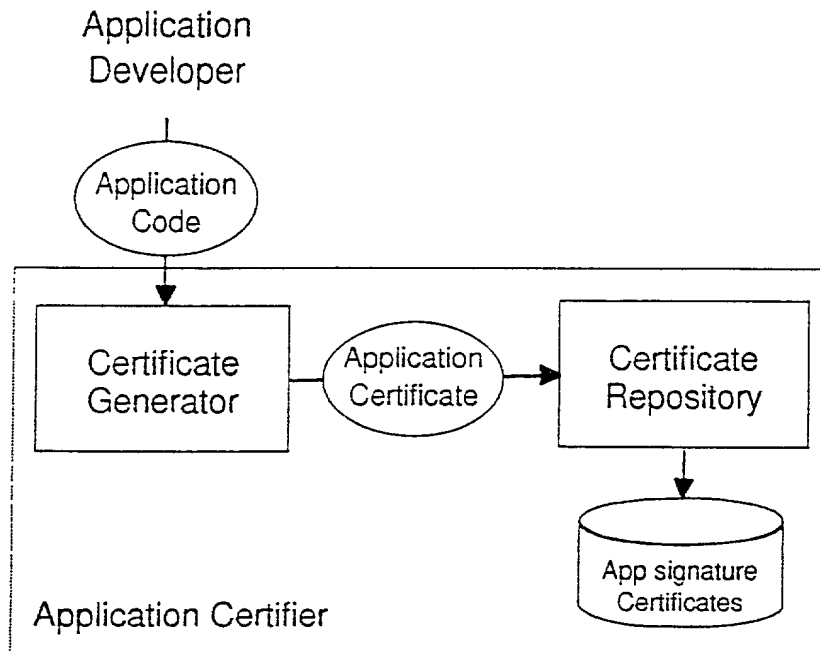 Application
Developer
Application
Code
Certificate
Generator
Application
Certificate
Certificate
Repository
App signature
Certificates
Application Certifier